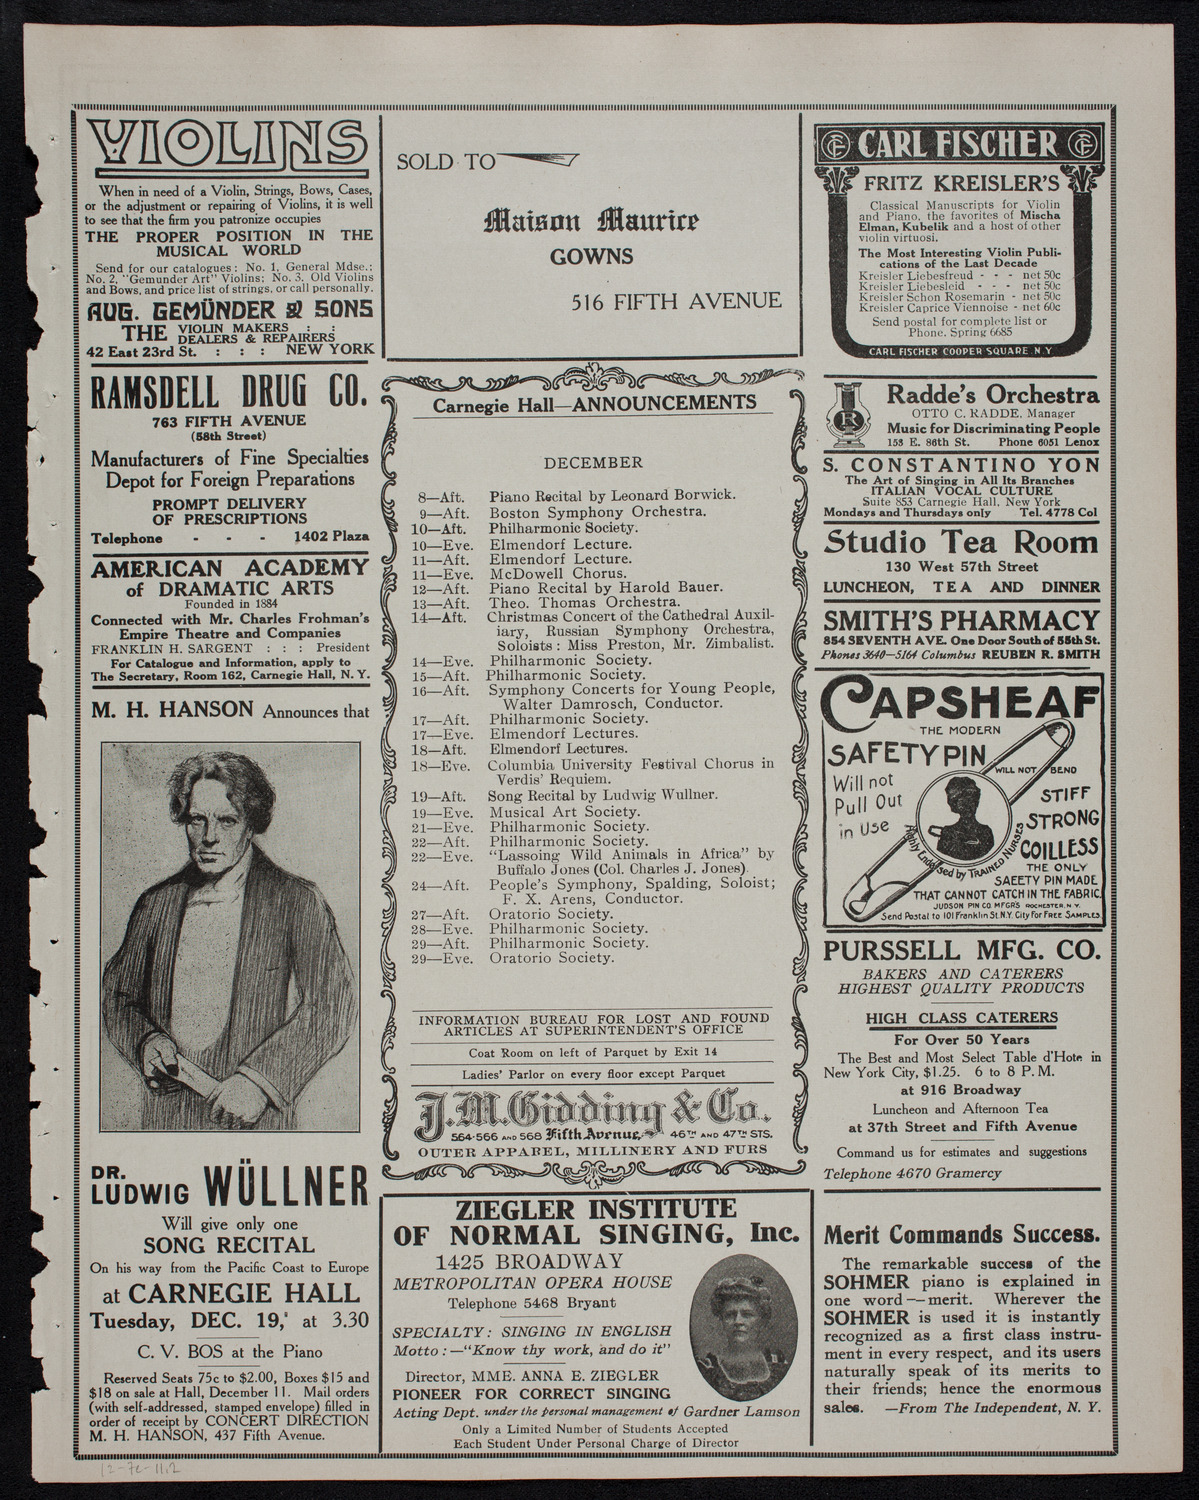 VIOLINS
When in need of a Violin, Strings, Bows, Cases,
or the adjustment or repairing of Violins, it is well
to see that the firm you patronize occupies
THE PROPER POSITION IN THE
MUSICAL WORLD
Send for our catalogues: No. 1, General Mdse.;
No. 2, "Gemunder Art" Violins; No. 3, Old Violins
and Bows, and price list of strings, or call personally.
AUG. GEMÜNDER & SONS
THE VIOLIN MAKERS : :
DEALERS & REPAIRERS
42 East 23rd St. : : : NEW YORK
RAMSDELL DRUG CO.
763 FIFTH AVENUE
(58th Street)
Manufacturers of Fine Specialties
Depot for Foreign Preparations
PROMPT DELIVERY
OF PRESCRIPTIONS
Telephone - - - 1402 Plaza
AMERICAN ACADEMY
of DRAMATIC ARTS
Founded in 1884
Connected with Mr. Charles Frohman's
Empire Theatre and Companies
FRANKLIN H. SARGENT : : : President
For Catalogue and Information, apply to
The Secretary, Room 162, Carnegie Hall, N. Y.
M. H. HANSON Announces that
DR.
LUDWIG WÜLLNER
Will give only one
SONG RECITAL
On his way from the Pacific Coast to Europe
at CARNEGIE HALL
Tuesday, DEC. 19, at 3.30
C. V. BOS at the Piano
Reserved Seats 75c to $2.00, Boxes $15 and
$18 on sale at Hall, December 11. Mail orders
(with self-addressed, stamped envelope) filled in
order of receipt by CONCERT DIRECTION
M. H. HANSON, 437 Fifth Avenue.
SOLD TO
Maison Maurice
GOWNS
516 FIFTH AVENUE
Carnegie Hall—ANNOUNCEMENTS
DECEMBER
8—Aft. Piano Recital by Leonard Borwick.
9—Aft. Boston Symphony Orchestra.
10—Aft. Philharmonic Society.
10—Eve. Elmendorf Lecture.
11—Aft. Elmendorf Lecture.
11—Eve. McDowell Chorus.
12—Aft. Piano Recital by Harold Bauer.
13—Aft. Theo. Thomas Orchestra.
14—Aft. Christmas Concert of the Cathedral Auxil-
iary, Russian Symphony Orchestra,
Soloists: Miss Preston, Mr. Zimbalist.
14—Eve. Philharmonic Society.
15—Aft. Philharmonic Society.
16—Aft. Symphony Concerts for Young People,
Walter Damrosch, Conductor.
17—Aft. Philharmonic Society.
17—Eve. Elmendorf Lectures.
18—Aft. Elmendorf Lectures.
18—Eve. Columbia University Festival Chorus in
Verdis' Requiem.
19—Aft. Song Recital by Ludwig Wullner.
19—Eve. Musical Art Society.
21—Eve. Philharmonic Society.
22—Aft. Philharmonic Society.
22—Eve. "Lassoing Wild Animals in Africa" by
Buffalo Jones (Col. Charles J. Jones)
24—Aft. People's Symphony, Spalding, Soloist;
F. X. Arens, Conductor.
27—Aft. Oratorio Society.
28—Eve. Philharmonic Society.
29—Aft. Philharmonic Society.
29—Eve. Oratorio Society.
INFORMATION BUREAU FOR LOST AND FOUND
ARTICLES AT SUPERINTENDENT'S OFFICE
Coat Room on left of Parquet by Exit 14
Ladies' Parlor on every floor except Parquet
J. M. Gidding & Co.
564-566 AND 568 Fifth Avenue, 46TH AND 47TH STS.
OUTER APPAREL, MILLINERY AND FURS
ZIEGLER INSTITUTE
OF NORMAL SINGING, Inc.
1425 BROADWAY
METROPOLITAN OPERA HOUSE
Telephone 5468 Bryant
SPECIALTY: SINGING IN ENGLISH
Motto:—"Know thy work, and do it"
Director, MME. ANNA E. ZIEGLER
PIONEER FOR CORRECT SINGING
Acting Dept. under the personal management of Gardner Lamson
Only a Limited Number of Students Accepted
Each Student Under Personal Charge of Director
CF CARL FISCHER CF
FRITZ KREISLER'S
Classical Manuscripts for Violin
and Piano, the favorites of Mischa
Elman, Kubelik and a host of other
violin virtuosi.
The Most Interesting Violin Publi-
cations of the Last Decade
Kreisler Liebesfreud - - - net 50c
Kreisler Liebesleid - - net 50c
Kreisler Schon Rosemarin - net 50c
Kreisler Caprice Viennoise - net 60c
Send postal for complete list or
Phone, Spring 6685
CARL FISCHER COOPER SQUARE N.Y
R
Radde's Orchestra
OTTO C. RADDE, Manager
Music for Discriminating People
153 E. 86th St. Phone 6051 Lenox
S. CONSTANTINO YON
The Art of Singing in All Its Branches
ITALIAN VOCAL CULTURE
Suite 853 Carnegie Hall, New York
Mondays and Thursdays only Tel. 4778 Col
Studio Tea Room
130 West 57th Street
LUNCHEON, TEA AND DINNER
SMITH'S PHARMACY
854 SEVENTH AVE. One Door South of 55th St.
Phones 3640—5164 Columbus REUBEN R. SMITH
CAPSHEAF
THE MODERN
SAFETY PIN
WILL NOT BEND
Will not
Pull Out
in Use
STIFF
STRONG
COILLESS
Highly Endorsed by TRAINED NURSES
THE ONLY
SAFETY PIN MADE
THAT CANNOT CATCH IN THE FABRIC.
JUDSON PIN CO. MFGRS ROCHESTER, N.Y.
Send Postal to 101 Franklin St. N.Y. City For FREE SAMPLES.
PURSSELL MFG. CO.
BAKERS AND CATERERS
HIGHEST QUALITY PRODUCTS
HIGH CLASS CATERERS
For Over 50 Years
The Best and Most Select Table d'Hote in
New York City, $1.25. 6 to 8 P. M.
at 916 Broadway
Luncheon and Afternoon Tea
at 37th Street and Fifth Avenue
Command us for estimates and suggestions
Telephone 4670 Gramercy
Merit Commands Success.
The remarkable success of the
SOHMER piano is explained in
one word—merit. Wherever the
SOHMER is used it is instantly
recognized as a first class instru-
ment in every respect, and its users
naturally speak of its merits to
their friends; hence the enormous
sales. —From The Independent, N. Y.